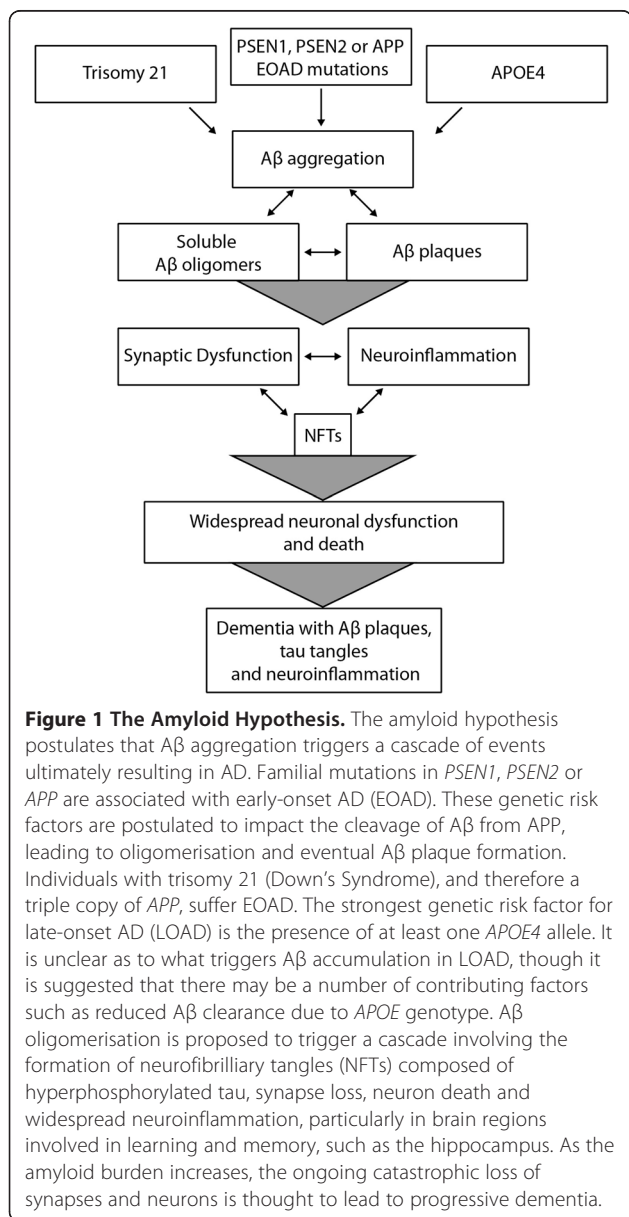 PSEN1, PSEN2 or APP
EOAD mutations
Trisomy 21
APOE4
Aβ aggregation
Soluble
Aβ oligomers
Aβ plaques
Synaptic Dysfunction
Neuroinflammation
NFTs
Widespread neuronal dysfunction
and death
Dementia with Aβ plaques,
tau tangles
and neuroinflammation
Figure 1 The Amyloid Hypothesis. The amyloid hypothesis
postulates that Aβ aggregation triggers a cascade of events
ultimately resulting in AD. Familial mutations in PSEN1, PSEN2 or
APP are associated with early-onset AD (EOAD). These genetic risk
factors are postulated to impact the cleavage of Aβ from APP,
leading to oligomerisation and eventual Aβ plaque formation.
Individuals with trisomy 21 (Down's Syndrome), and therefore a
triple copy of APP, suffer EOAD. The strongest genetic risk factor for
late-onset AD (LOAD) is the presence of at least one APOE4 allele. It
is unclear as to what triggers Aβ accumulation in LOAD, though it
is suggested that there may be a number of contributing factors
such as reduced Aβ clearance due to APOE genotype. Aβ
oligomerisation is proposed to trigger a cascade involving the
formation of neurofibrilliary tangles (NFTs) composed of
hyperphosphorylated tau, synapse loss, neuron death and
widespread neuroinflammation, particularly in brain regions
involved in learning and memory, such as the hippocampus. As the
amyloid burden increases, the ongoing catastrophic loss of
synapses and neurons is thought to lead to progressive dementia.